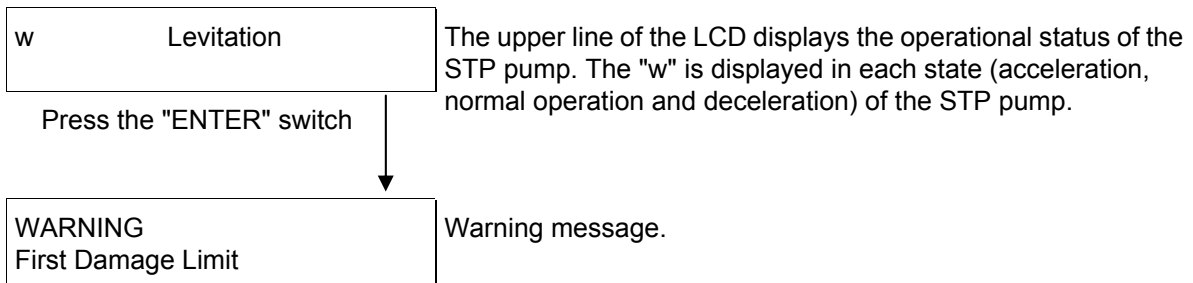 w Levitation
The upper line of the LCD displays the operational status of the
STP pump. The "w" is displayed in each state (acceleration,
normal operation and deceleration) of the STP pump.
Press the "ENTER" switch
WARNING
First Damage Limit
Warning message.